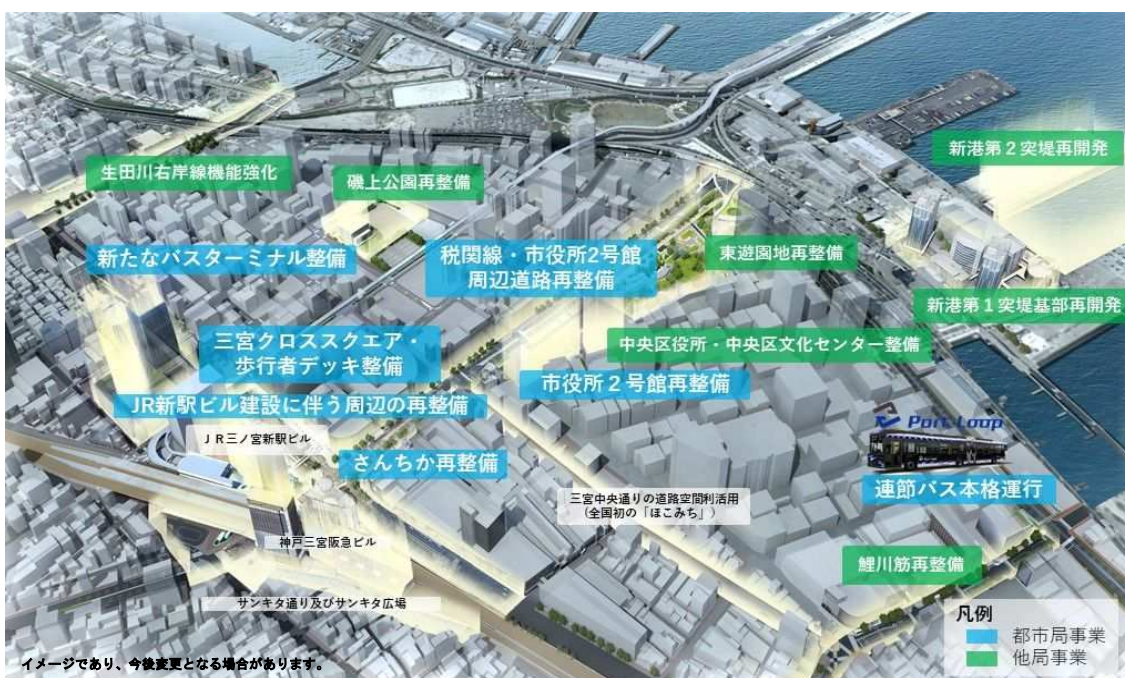 新港第２突堤再開発
生田川右岸線機能強化
磯上公園再整備
新たなバスターミナル整備
税関線・市役所2号館
周辺道路再整備
東遊園地再整備
新港第１突堤基部再開発
三宮クロススクエア・
歩行者デッキ整備
中央区役所・中央区文化センター整備
市役所２号館再整備
JR新駅ビル建設に伴う周辺の再整備
ＪＲ三ノ宮新駅ビル
さんちか再整備
Port Loop
連節バス本格運行
三宮中央通りの道路空間利活用
（全国初の「ほこみち」）
神戸三宮阪急ビル
鯉川筋再整備
サンキタ通り及びサンキタ広場
凡例
都市局事業
他局事業
イメージであり、今後変更となる場合があります。